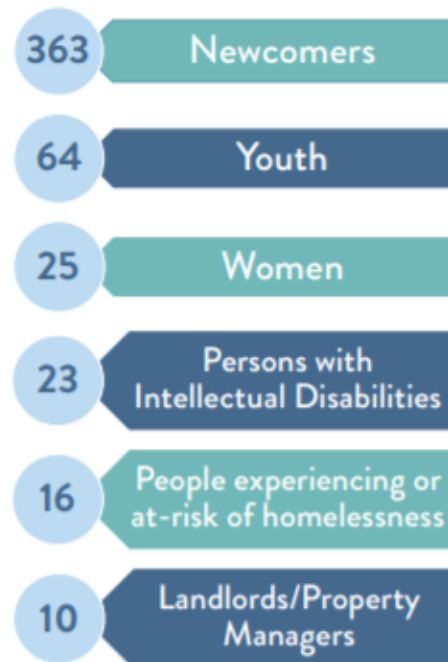 363 Newcomers
64 Youth
25 Women
23 Persons with
Intellectual Disabilities
16 People experiencing or
at-risk of homelessness
10 Landlords/Property
Managers